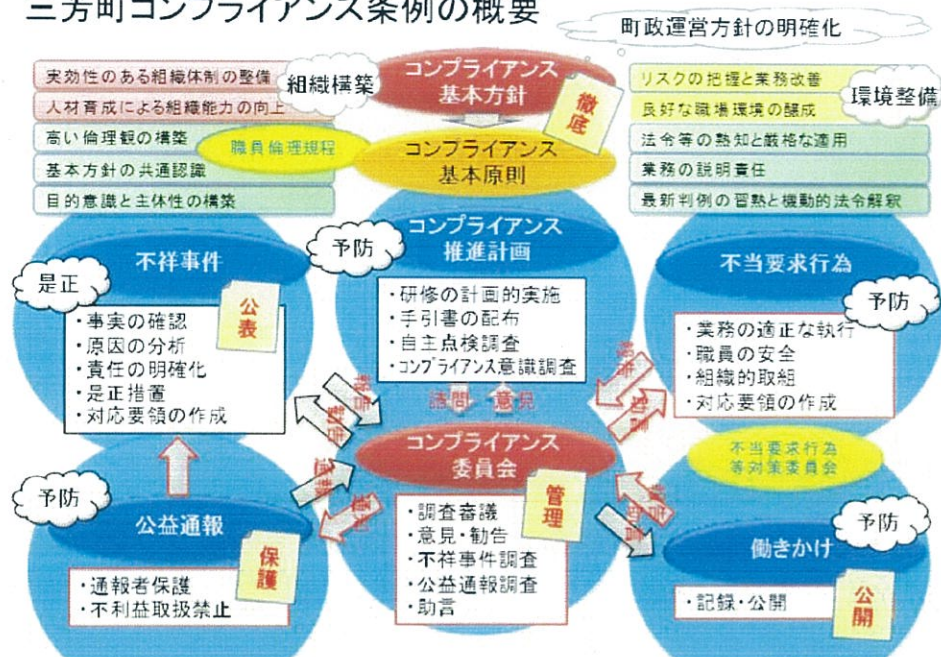 三芳町コンプライアンス条例の概要
町政運営方針の明確化
実効性のある組織体制の整備
人材育成による組織能力の向上
高い倫理観の構築
基本方針の共通認識
目的意識と主体性の構築
組織構築
職員倫理規程
コンプライアンス
基本方針
徹底
コンプライアンス
基本原則
リスクの把握と業務改善
良好な職場環境の醸成
法令等の熟知と厳格な適用
業務の説明責任
最新判例の習熟と機動的法令解釈
環境整備
是正
不祥事件
公表
・事実の確認
・原因の分析
・責任の明確化
・是正措置
・対応要領の作成
予防
コンプライアンス
推進計画
・研修の計画的実施
・手引書の配布
・自主点検調査
・コンプライアンス意識調査
不当要求行為
予防
・業務の適正な執行
・職員の安全
・組織的取組
・対応要領の作成
報告
勧告
諮問
意見
報告
コンプライアンス
委員会
管理
・調査審議
・意見・勧告
・不祥事件調査
・公益通報調査
・助言
不当要求行為
等対策委員会
予防
公益通報
保護
・通報者保護
・不利益取扱禁止
予防
働きかけ
公開
・記録・公開